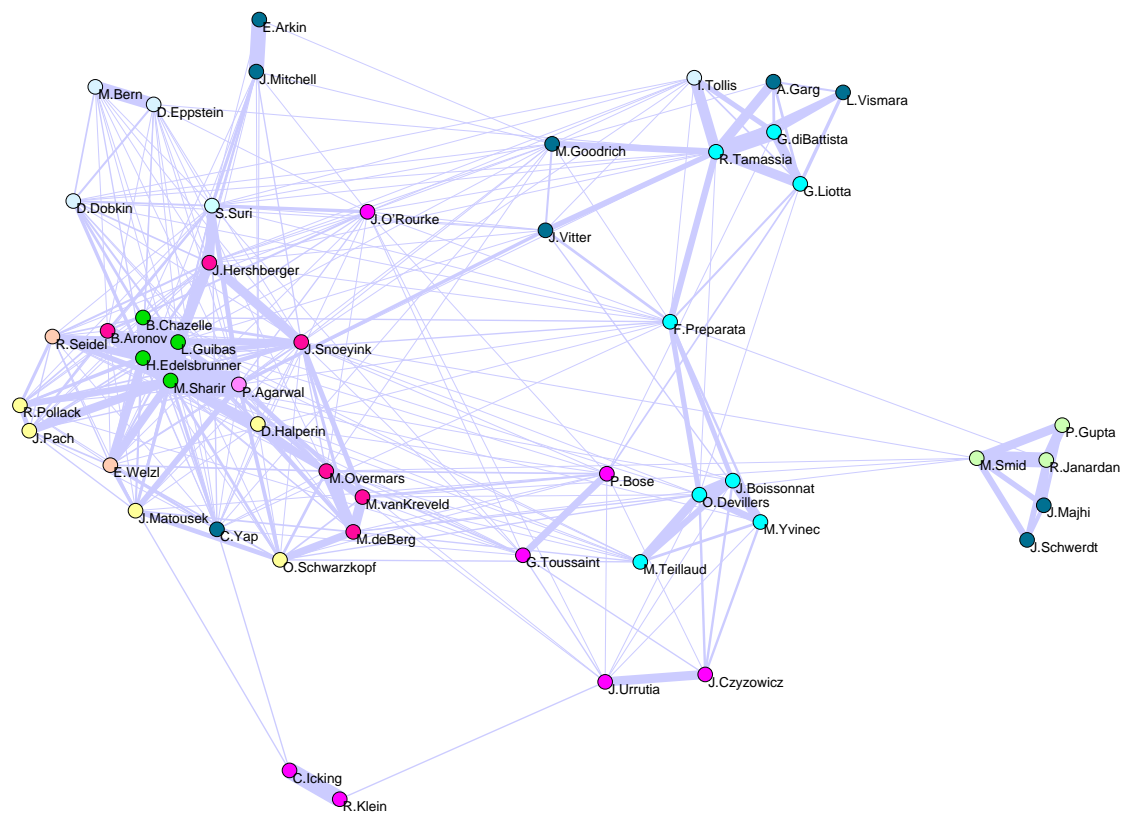 E.Arkin
J.Mitchell
I.Tollis
A.Garg
L.Vismara
M.Bern
D.Eppstein
G.diBattista
M.Goodrich
R.Tamassia
G.Liotta
D.Dobkin
S.Suri
J.O'Rourke
J.Vitter
J.Hershberger
B.Chazelle
F.Preparata
B.Aronov
R.Seidel
L.Guibas
J.Snoeyink
H.Edelsbrunner
M.Sharir
P.Agarwal
R.Pollack
D.Halperin
P.Gupta
J.Pach
E.Welzl
M.Smid
R.Janardan
M.Overmars
P.Bose
J.Boissonnat
M.vanKreveld
O.Devillers
J.Majhi
J.Matousek
M.Yvinec
C.Yap
M.deBerg
J.Schwerdt
O.Schwarzkopf
G.Toussaint
M.Teillaud
J.Urrutia
J.Czyzowicz
C.Icking
R.Klein